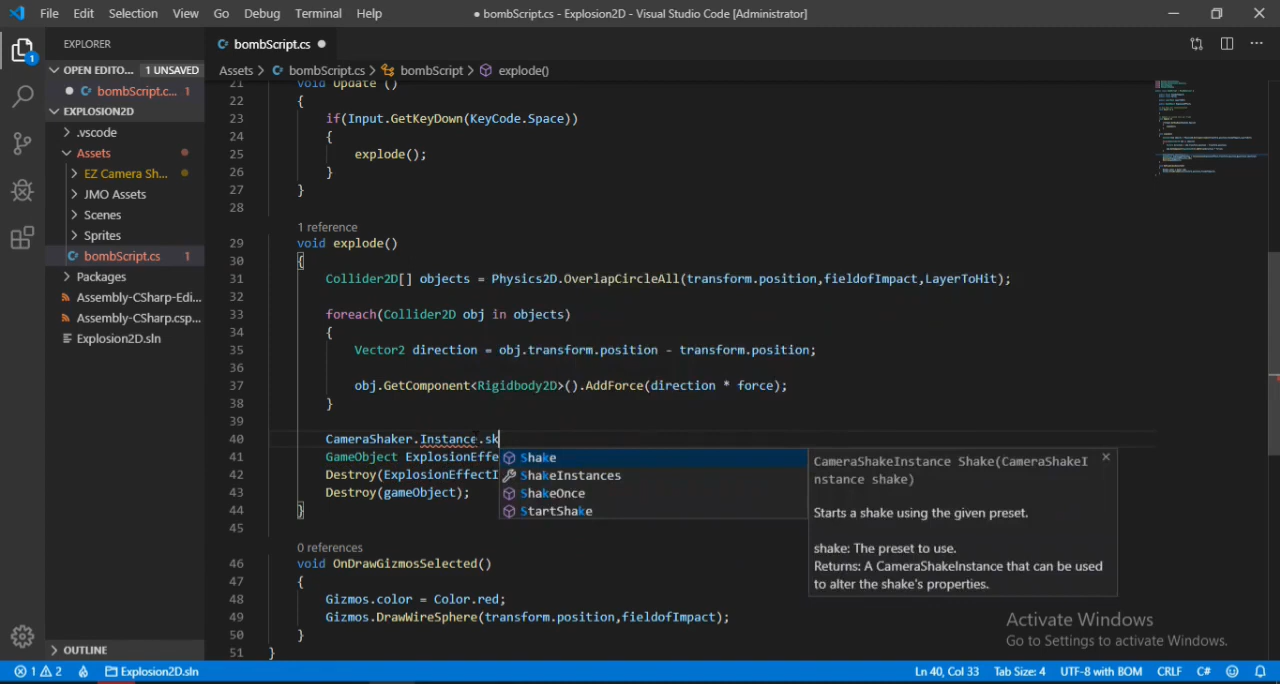 File Edit Selection View Go Debug Terminal Help
● bombScript.cs - Explosion2D - Visual Studio Code [Administrator]
EXPLORER
OPEN EDITO... 1 UNSAVED
bombScript.c... 1
EXPLOSION2D
.vscode
Assets
EZ Camera Sh...
JMO Assets
Scenes
Sprites
bombScript.cs 1
Packages
Assembly-CSharp-Edi...
Assembly-CSharp.csp...
Explosion2D.sln
OUTLINE
1
bombScript.cs ●
Assets > bombScript.cs > bombScript > explode()
21 void Update ()
22 {
23 if(Input.GetKeyDown(KeyCode.Space))
24 {
25 explode();
26 }
27 }
28
1 reference
29 void explode()
30 {
31 Collider2D[] objects = Physics2D.OverlapCircleAll(transform.position,fieldofImpact,LayerToHit);
32
33 foreach(Collider2D obj in objects)
34 {
35 Vector2 direction = obj.transform.position - transform.position;
36
37 obj.GetComponent<Rigidbody2D>().AddForce(direction * force);
38 }
39
40 CameraShaker.Instance.sk
41 GameObject ExplosionEffe
42 Destroy(ExplosionEffectI
43 Destroy(gameObject);
44 }
45
0 references
46 void OnDrawGizmosSelected()
47 {
48 Gizmos.color = Color.red;
49 Gizmos.DrawWireSphere(transform.position,fieldofImpact);
50 }
51 }
Shake
ShakeInstances
ShakeOnce
StartShake
CameraShakeInstance Shake(CameraShakeI
nstance shake)
Starts a shake using the given preset.
shake: The preset to use.
Returns: A CameraShakeInstance that can be used
to alter the shake's properties.
Activate Windows
Go to Settings to activate Windows.
1 2 Explosion2D.sln
Ln 40, Col 33 Tab Size: 4 UTF-8 with BOM CRLF C#